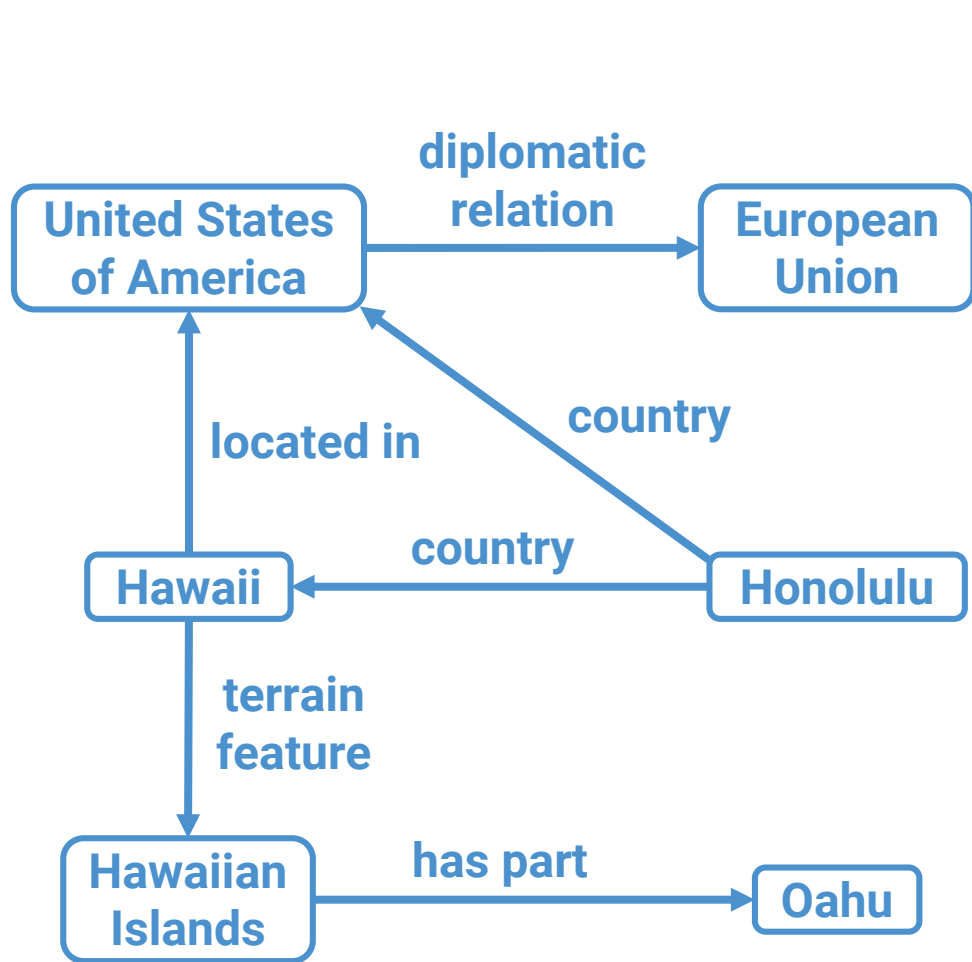 diplomatic
relation
United States
of America
European
Union
country
located in
country
Hawaii
Honolulu
terrain
feature
has part
Hawaiian
Islands
Oahu